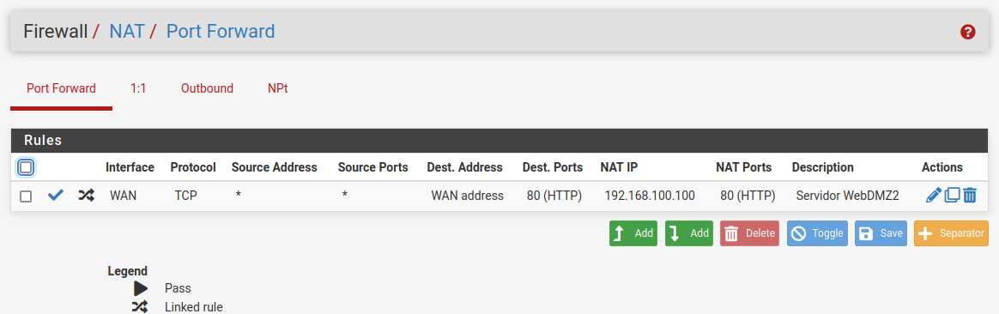 Firewall / NAT / Port Forward
Port Forward 1:1 Outbound NPt
Rules
Interface Protocol Source Address Source Ports Dest. Address Dest. Ports NAT IP NAT Ports Description Actions
WAN TCP * * WAN address 80 (HTTP) 192.168.100.100 80 (HTTP) Servidor WebDMZ2
Add Add Delete Toggle Save Separator
Legend
Pass
Linked rule